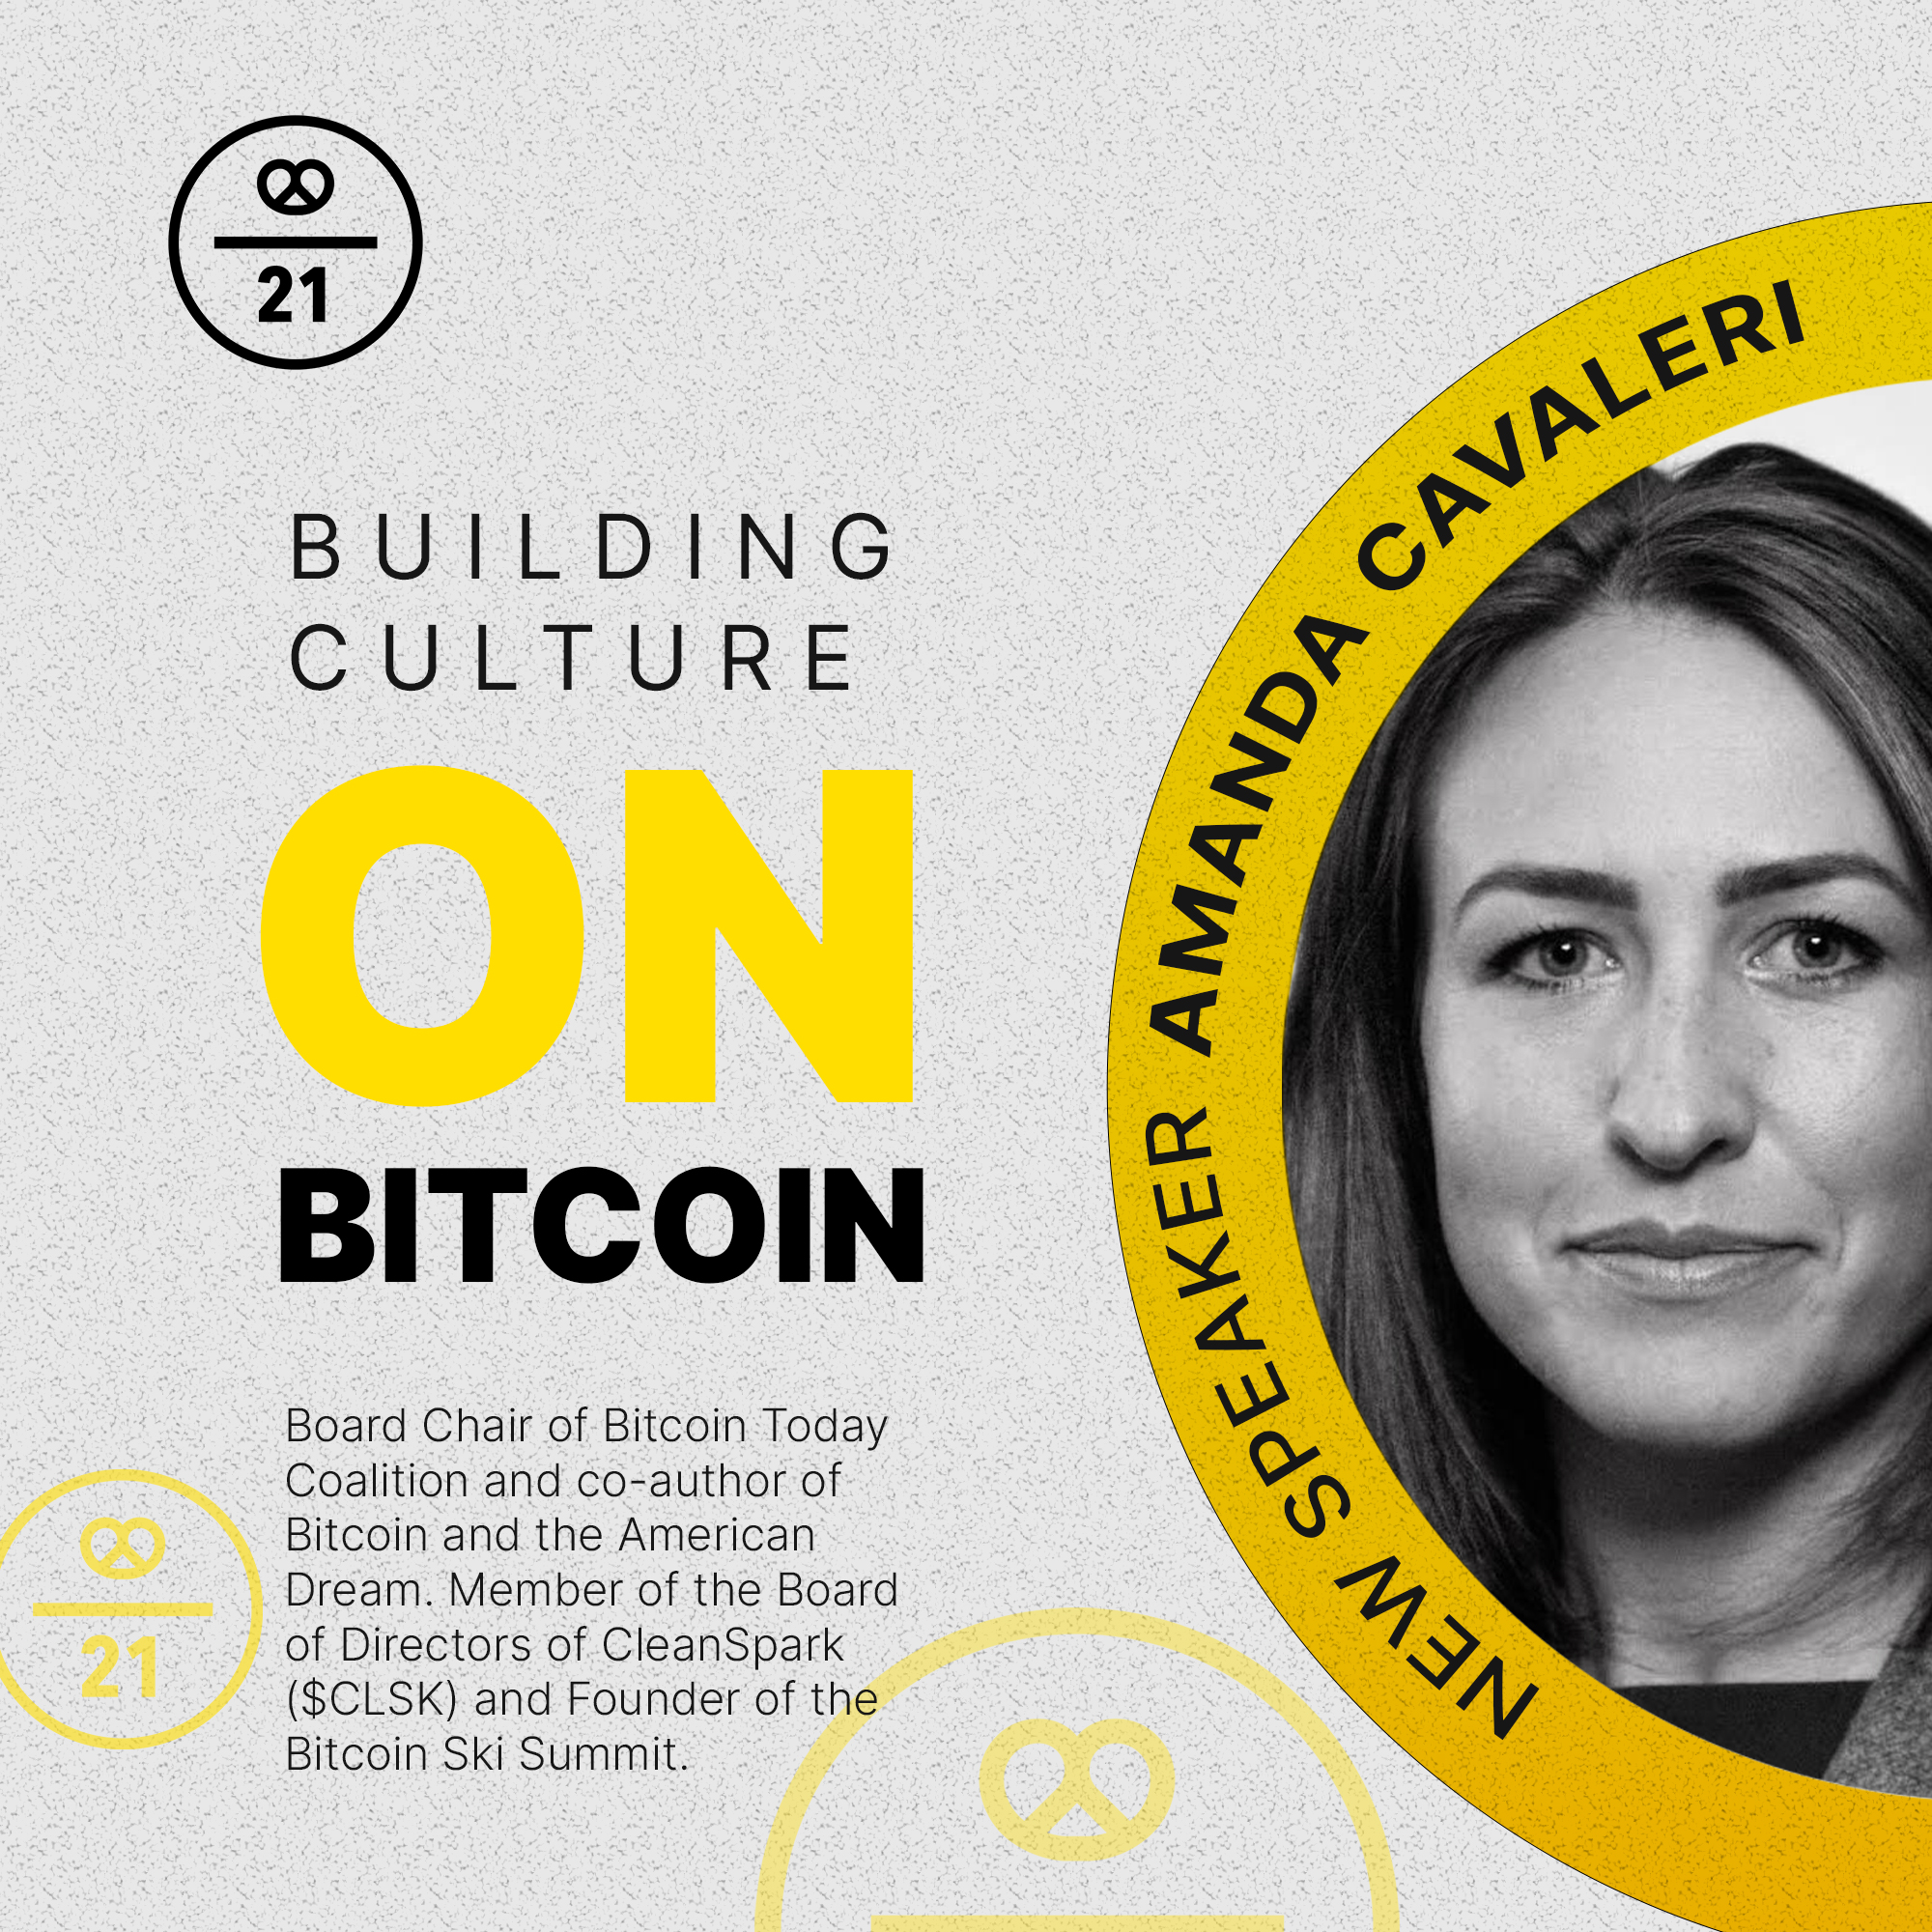 21
BUILDING
CULTURE
ON
BITCOIN
Board Chair of Bitcoin Today
Coalition and co-author of
Bitcoin and the American
Dream. Member of the Board
of Directors of CleanSpark
($CLSK) and Founder of the
Bitcoin Ski Summit.
21
NEW SPEAKER AMANDA CAVALERI